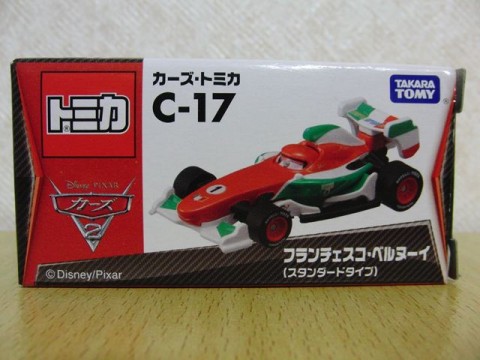 カーズ・トミカ
C-17
トミカ
TAKARA
TOMY
Disney・PIXAR
カーズ
2
1
フランチェスコ・ベルヌーイ
(スタンダードタイプ)
©Disney/Pixar